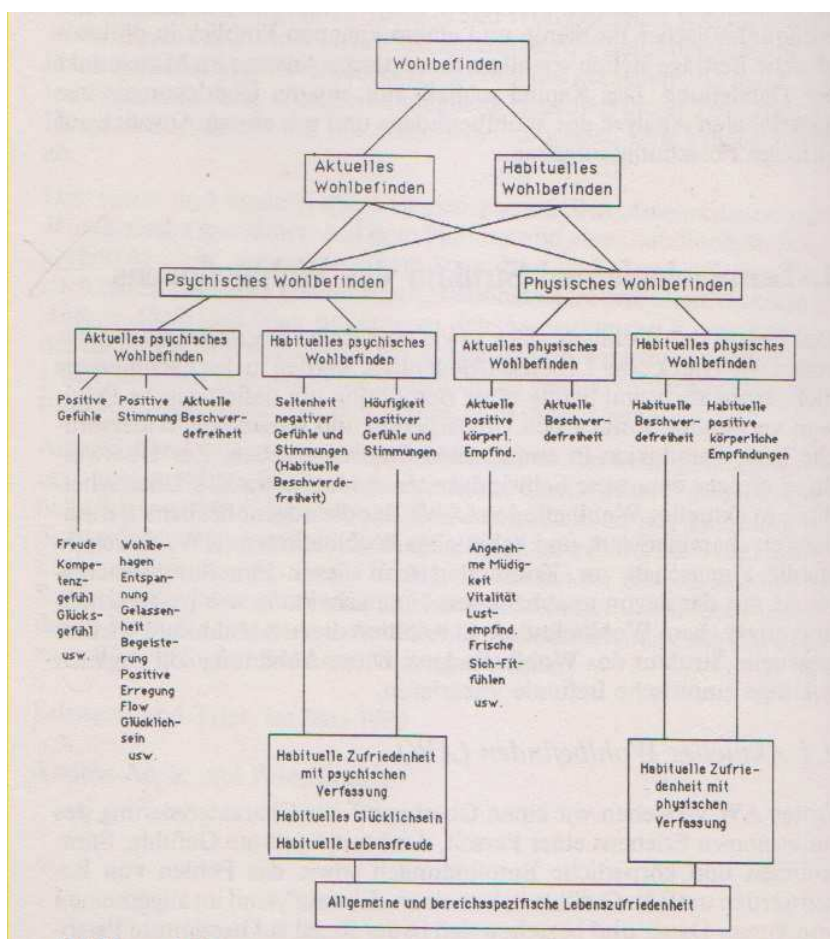 Wohlbefinden
Aktuelles
Wohlbefinden
Habituelles
Wohlbefinden
Psychisches Wohlbefinden
Physisches Wohlbefinden
Aktuelles psychisches
Wohlbefinden
Habituelles psychisches
Wohlbefinden
Aktuelles physisches
Wohlbefinden
Habituelles physisches
Wohlbefinden
Positive
Gefühle
Positive
Stimmung
Aktuelle
Beschwer-
defreiheit
Seltenheit
negativer
Gefühle und
Stimmungen
(Habituelle
Beschwerde-
freiheit)
Häufigkeit
positiver
Gefühle und
Stimmungen
Aktuelle
positive
körperl.
Empfind.
Aktuelle
Beschwer-
defreiheit
Habituelle
Beschwer-
defreiheit
Habituelle
positive
körperliche
Empfindungen
Freude
Kompe-
tenz-
gefühl
Glücks-
gefühl
usw.
Wohlbe-
hagen
Entspan-
nung
Gelassen-
heit
Begeiste-
rung
Positive
Erregung
Flow
Glücklich-
sein
usw.
Angeneh-
me Müdig-
keit
Vitalität
Lust-
empfind.
Frische
Sich-Fit-
fühlen
usw.
Habituelle Zufriedenheit
mit psychischen
Verfassung
Habituelles Glücklichsein
Habituelle Lebensfreude
Habituelle Zufrie-
denheit mit
physischen
Verfassung
Allgemeine und bereichsspezifische Lebenszufriedenheit